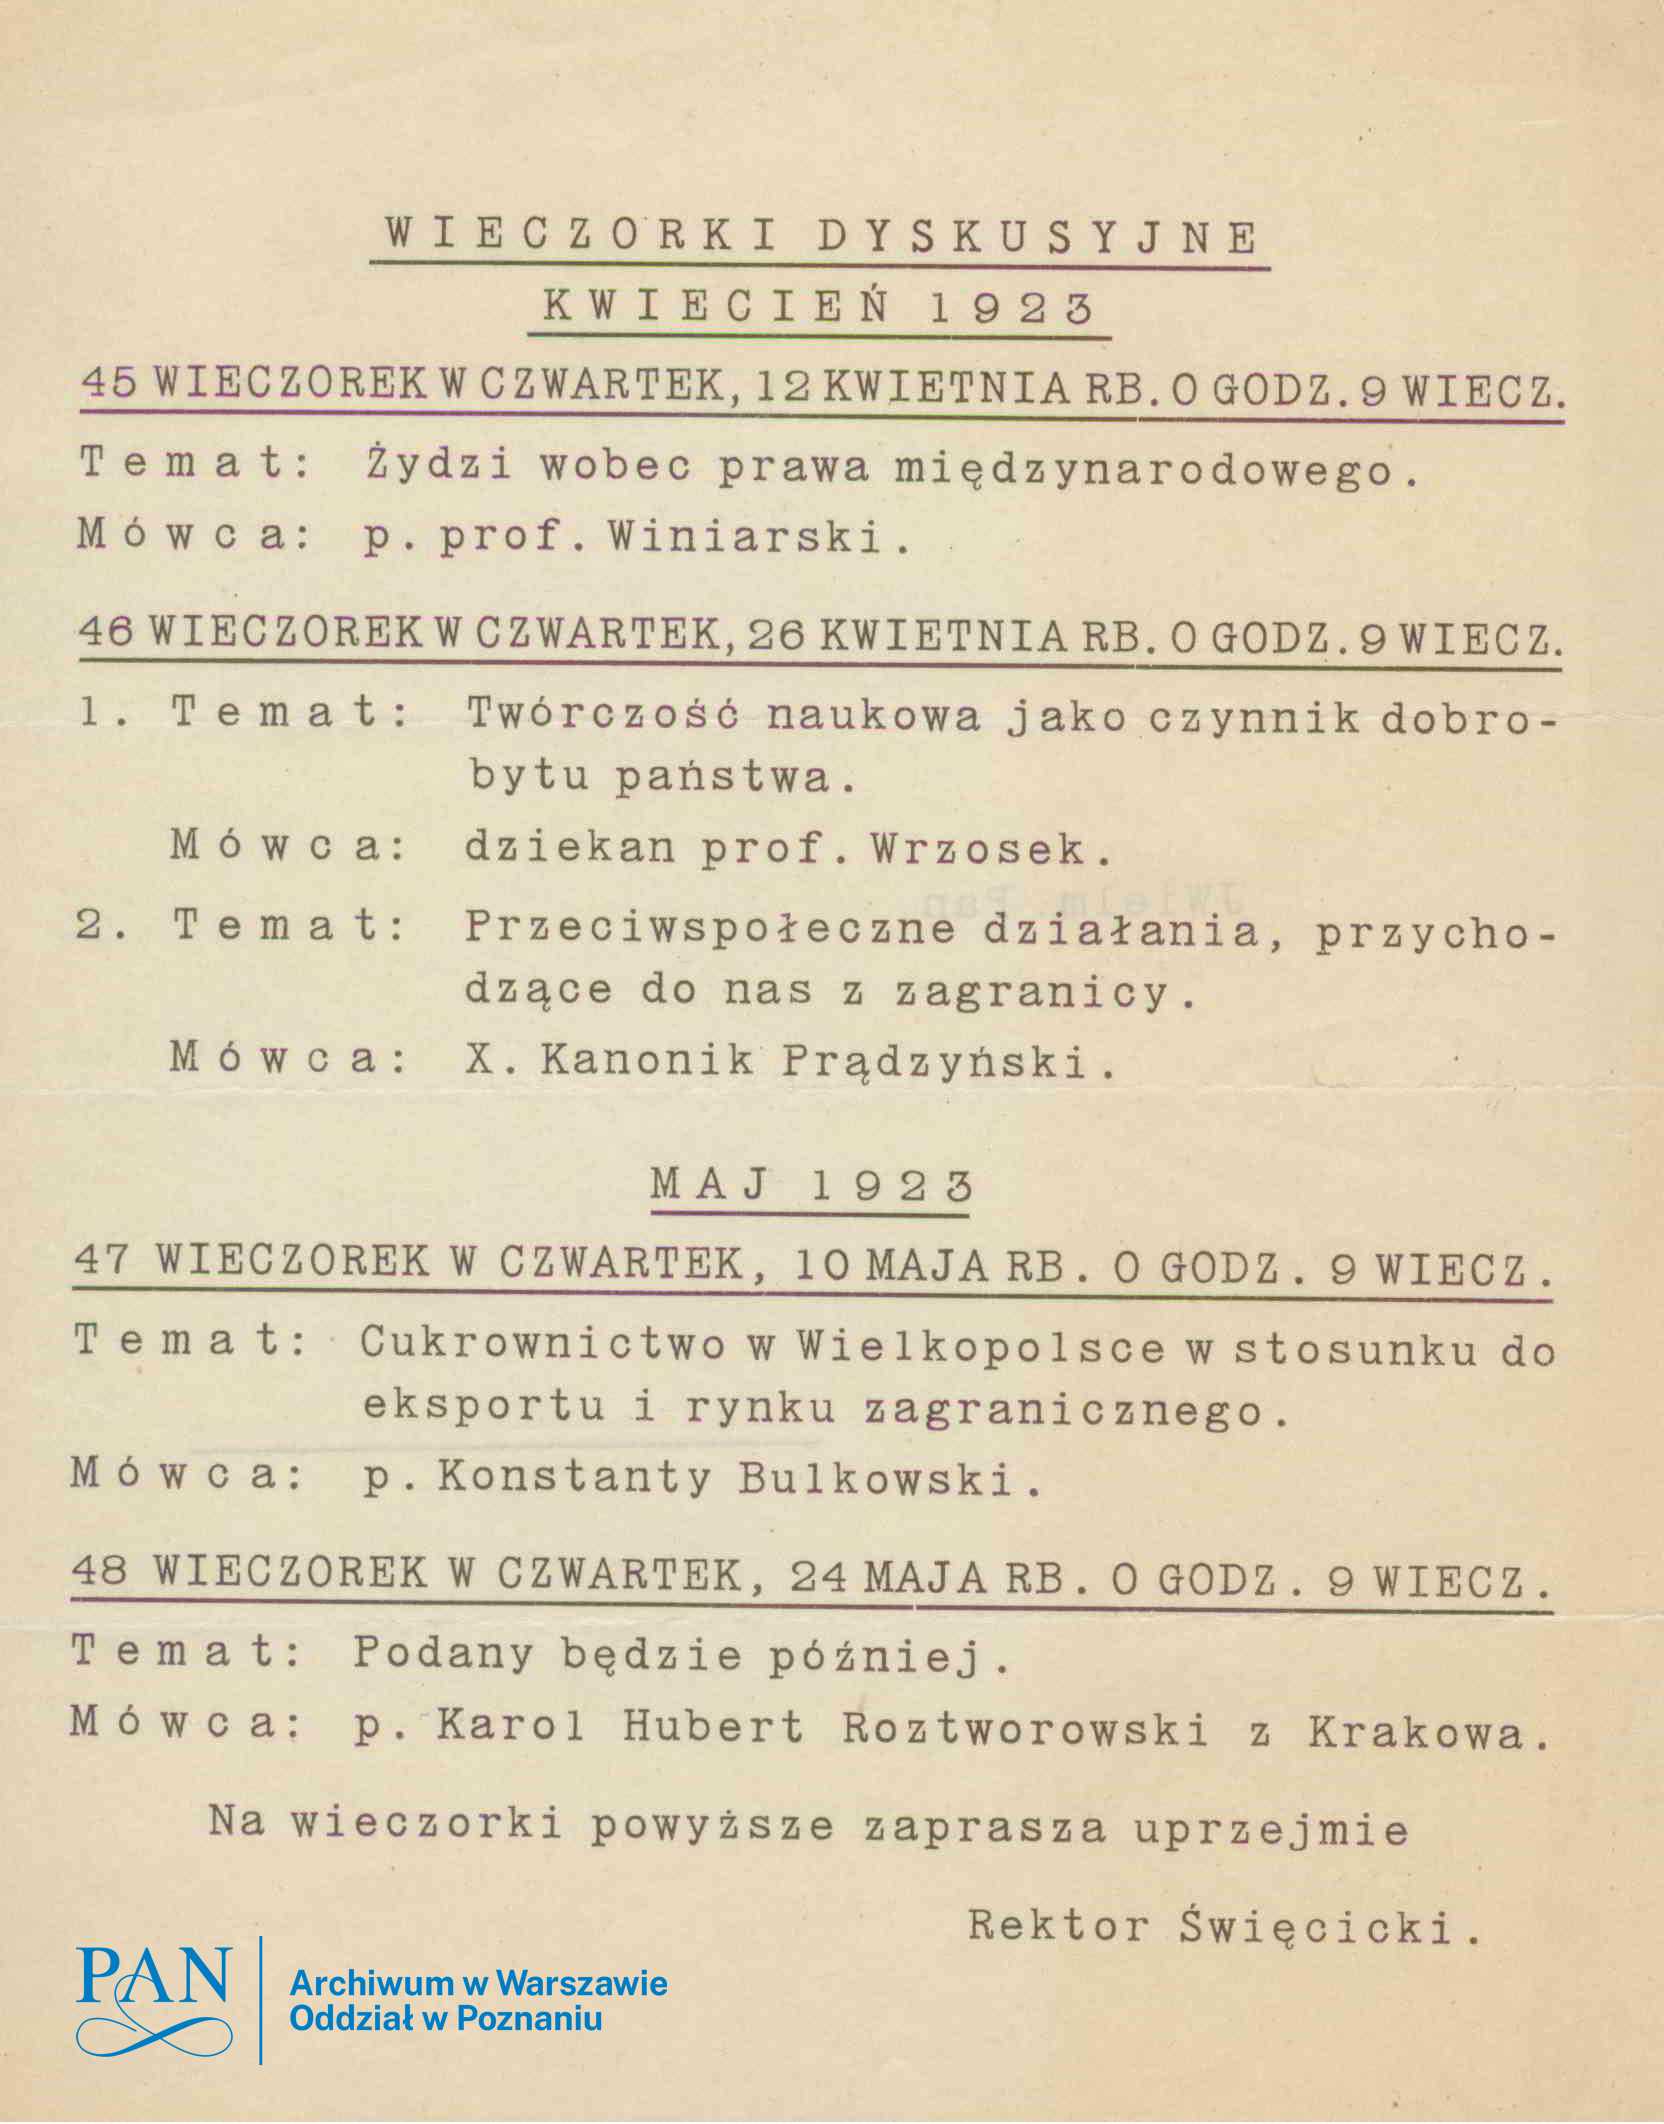 WIECZORKI DYSKUSYJNE
KWIECIEŃ 1923
45 WIECZOREK W CZWARTEK, 12 KWIETNIA RB. O GODZ. 9 WIECZ.
Temat: Żydzi wobec prawa międzynarodowego.
Mówca: p. prof. Winiarski.
46 WIECZOREK W CZWARTEK, 26 KWIETNIA RB. O GODZ. 9 WIECZ.
1. Temat: Twórczość naukowa jako czynnik dobro-
bytu państwa.
Mówca: dziekan prof. Wrzosek.
2. Temat: Przeciwspołeczne działania, przycho-
dzące do nas z zagranicy.
Mówca: X. Kanonik Prądzyński.
MAJ 1923
47 WIECZOREK W CZWARTEK, 10 MAJA RB. O GODZ. 9 WIECZ.
Temat: Cukrownictwo w Wielkopolsce w stosunku do
eksportu i rynku zagranicznego.
Mówca: p. Konstanty Bulkowski.
48 WIECZOREK W CZWARTEK, 24 MAJA RB. O GODZ. 9 WIECZ.
Temat: Podany będzie później.
Mówca: p. Karol Hubert Roztworowski z Krakowa.
Na wieczorki powyższe zaprasza uprzejmie
Rektor Święcicki.
PAN
Archiwum w Warszawie
Oddział w Poznaniu